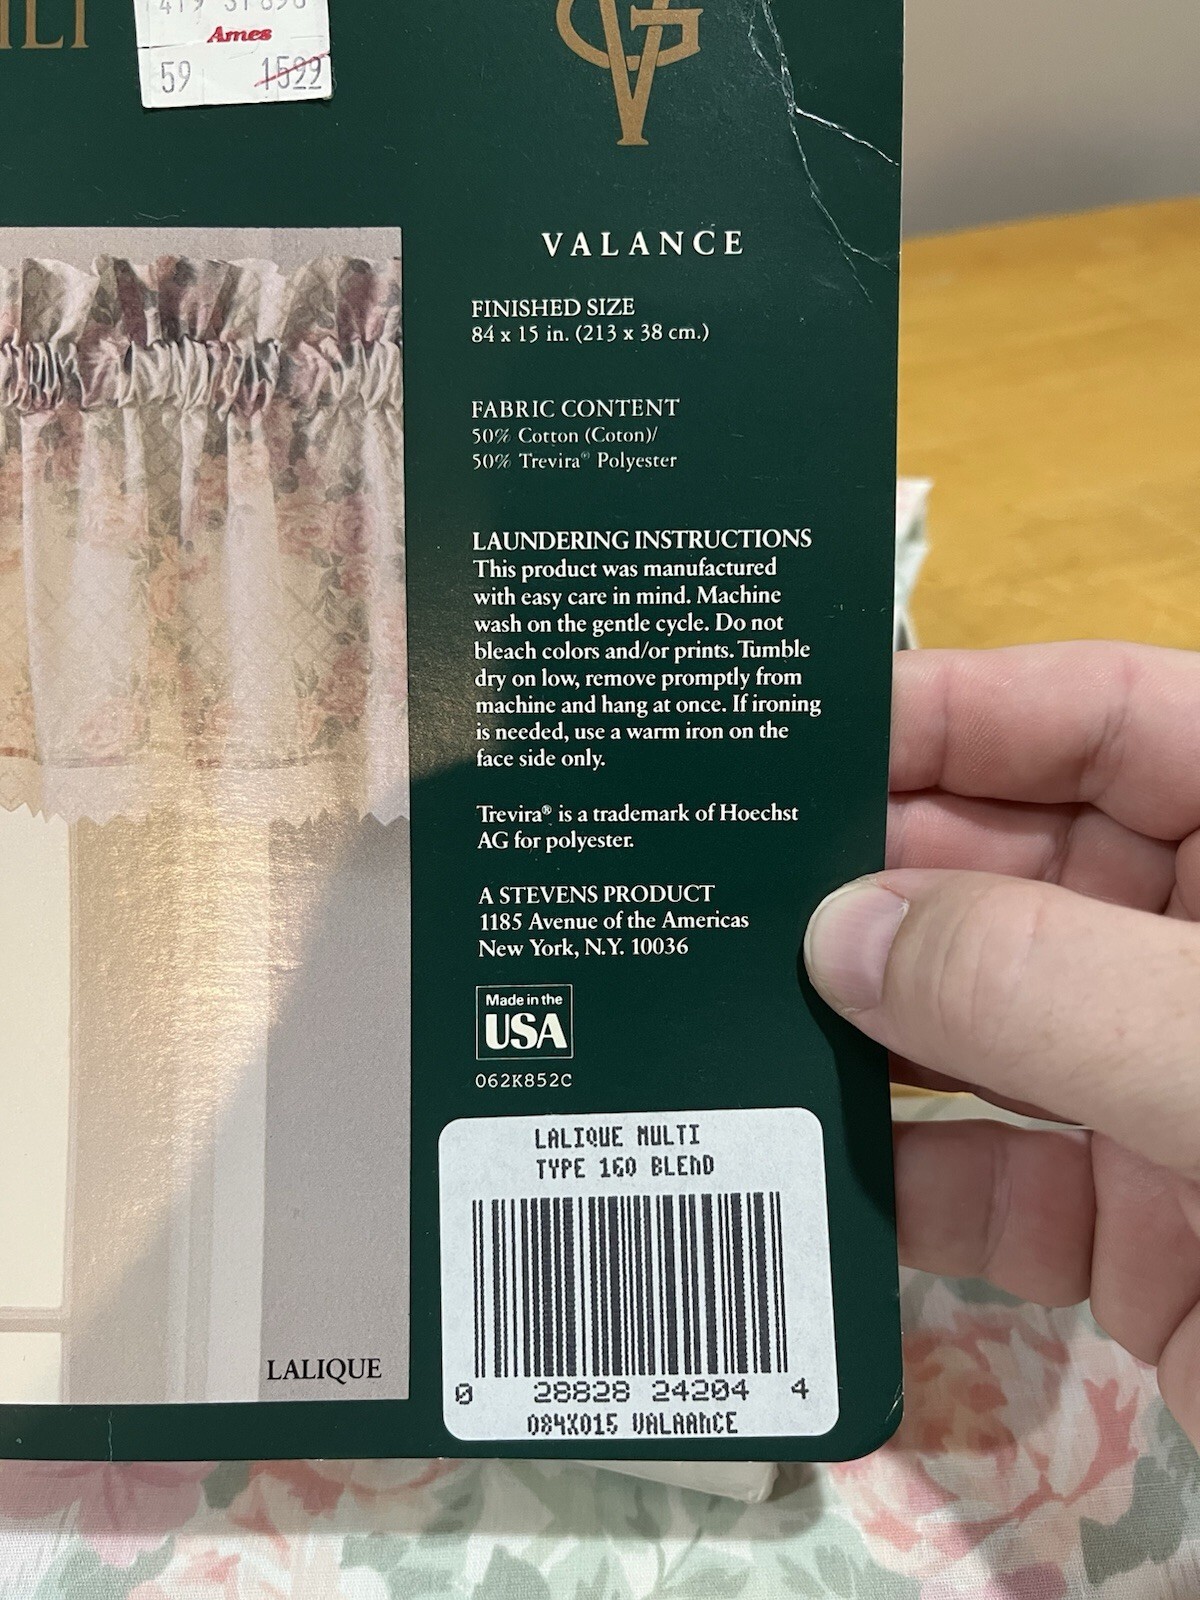 Ames
59 1599
VG
VALANCE
FINISHED SIZE
84 x 15 in. (213 x 38 cm.)
FABRIC CONTENT
50% Cotton (Coton)/
50% Trevira® Polyester
LAUNDERING INSTRUCTIONS
This product was manufactured
with easy care in mind. Machine
wash on the gentle cycle. Do not
bleach colors and/or prints. Tumble
dry on low, remove promptly from
machine and hang at once. If ironing
is needed, use a warm iron on the
face side only.
Trevira® is a trademark of Hoechst
AG for polyester.
A STEVENS PRODUCT
1185 Avenue of the Americas
New York, N.Y. 10036
Made in the
USA
062K852C
LALIQUE MULTI
TYPE 160 BLEND
0 28828 24204 4
084X015 VALAANCE
LALIQUE